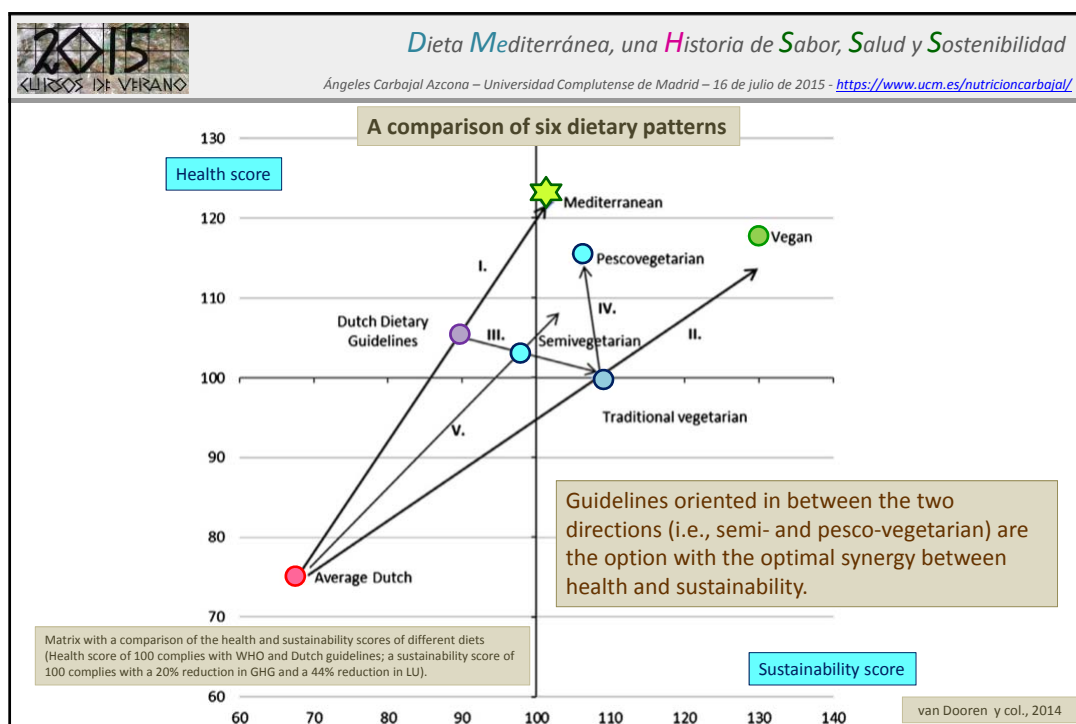 2015
CURSOS DE VERANO
Dieta Mediterránea, una Historia de Sabor, Salud y Sostenibilidad
Ángeles Carbajal Azcona – Universidad Complutense de Madrid – 16 de julio de 2015 - https://www.ucm.es/nutricioncarbajal/
A comparison of six dietary patterns
130
Health score
Mediterranean
120
Vegan
Pescovegetarian
I.
110
IV.
Dutch Dietary
Guidelines
III.
Semivegetarian
II.
100
Traditional vegetarian
V.
90
Guidelines oriented in between the two
directions (i.e., semi- and pesco-vegetarian) are
the option with the optimal synergy between
health and sustainability.
80
Average Dutch
70
Matrix with a comparison of the health and sustainability scores of different diets
(Health score of 100 complies with WHO and Dutch guidelines; a sustainability score of
100 complies with a 20% reduction in GHG and a 44% reduction in LU).
Sustainability score
60
60 70 80 90 100 110 120 130 140
van Dooren y col., 2014